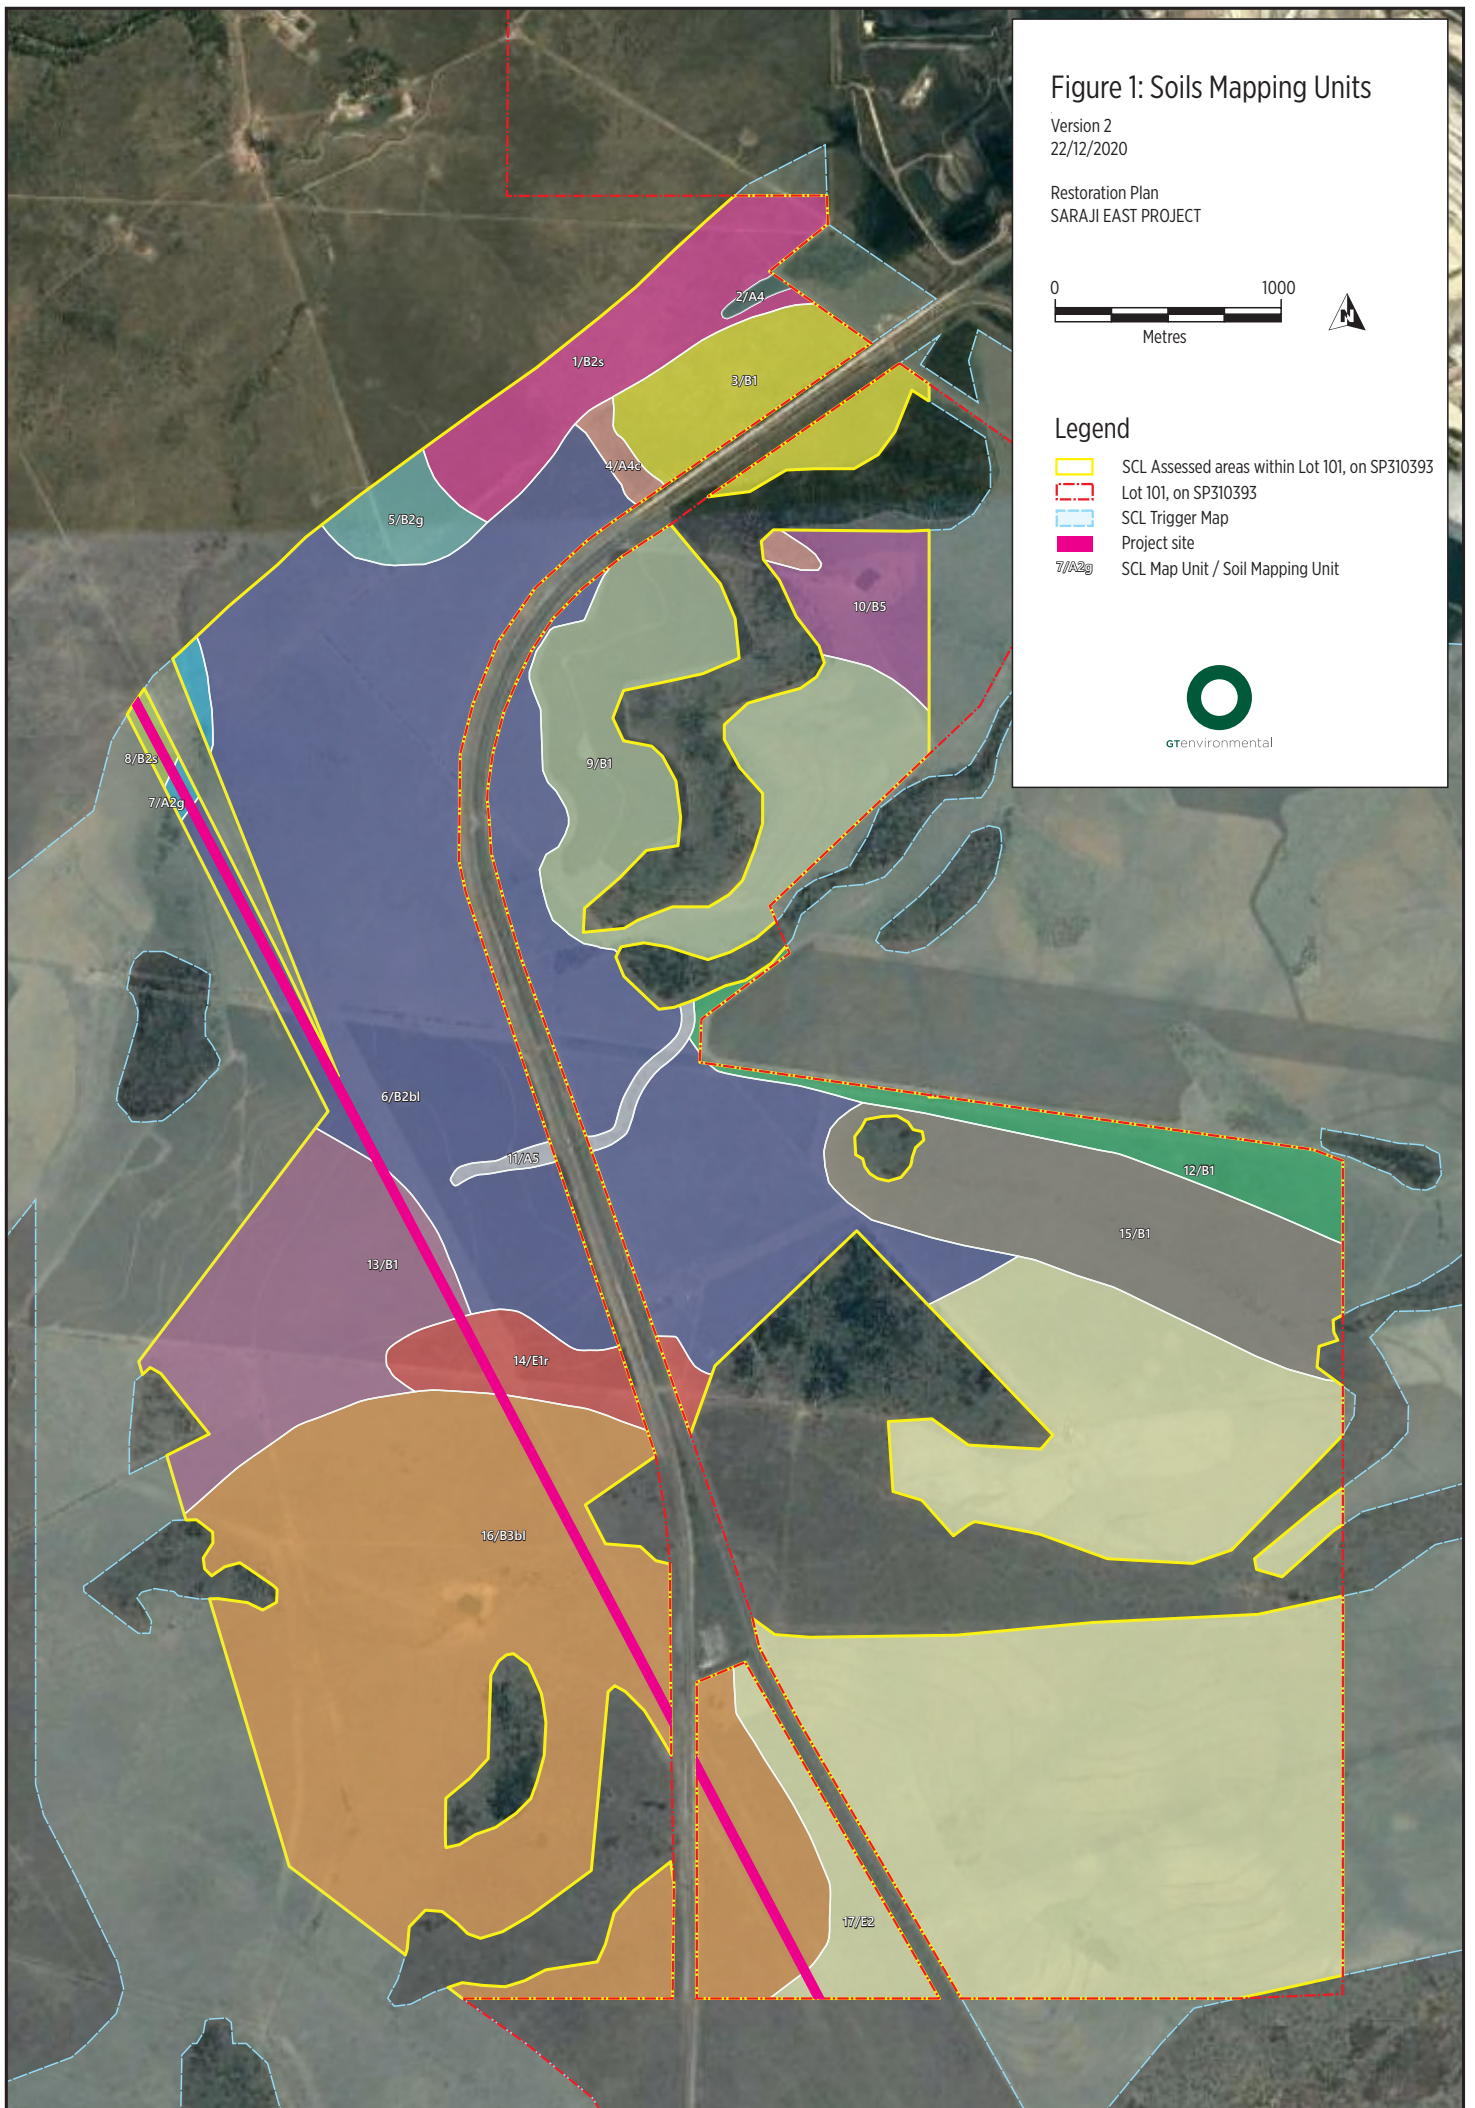 Figure 1: Soils Mapping Units
Version 2
22/12/2020
Restoration Plan
SARAJI EAST PROJECT
0 1000
Metres
N
Legend
SCL Assessed areas within Lot 101, on SP310393
Lot 101, on SP310393
SCL Trigger Map
Project site
7/A2g SCL Map Unit / Soil Mapping Unit
GTenvironmental
2/A4
1/B2s
3/B1
4/A4c
5/B2g
10/B5
8/B2s
9/B1
7/A2g
6/B2bl
11/A5
12/B1
15/B1
13/B1
14/E1r
16/B3bl
17/E2